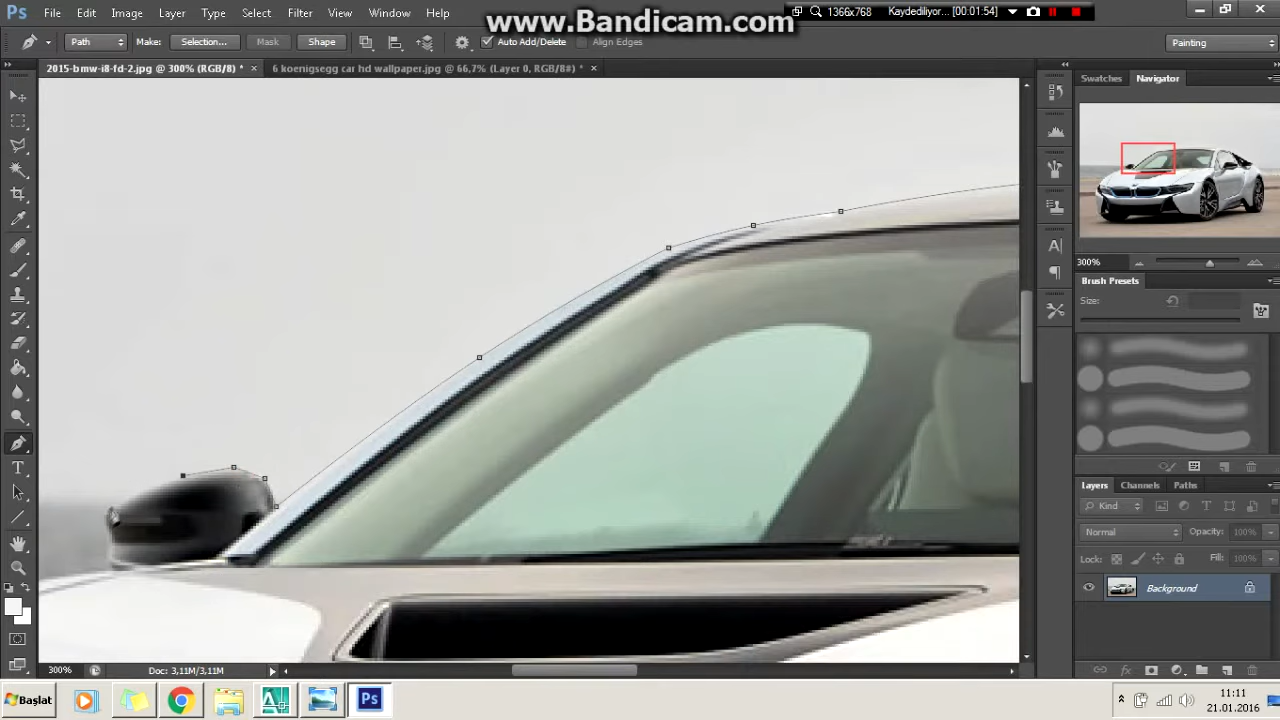 www.Bandicam.com
Ps File Edit Image Layer Type Select Filter View Window Help
1366x768 Kaydediliyor... [00:01:54]
Path Make: Selection... Mask Shape Auto Add/Delete Align Edges Painting
2015-bmw-i8-fd-2.jpg @ 300% (RGB/8) * × 6 koenigsegg car hd wallpaper.jpg @ 66,7% (Layer 0, RGB/8#) * ×
Swatches Navigator
300%
Brush Presets
Size:
Layers Channels Paths
Kind
Normal Opacity: 100%
Lock: Fill: 100%
Background
300% Doc: 3,11M/3,11M
Başlat Ps 11:11
21.01.2016